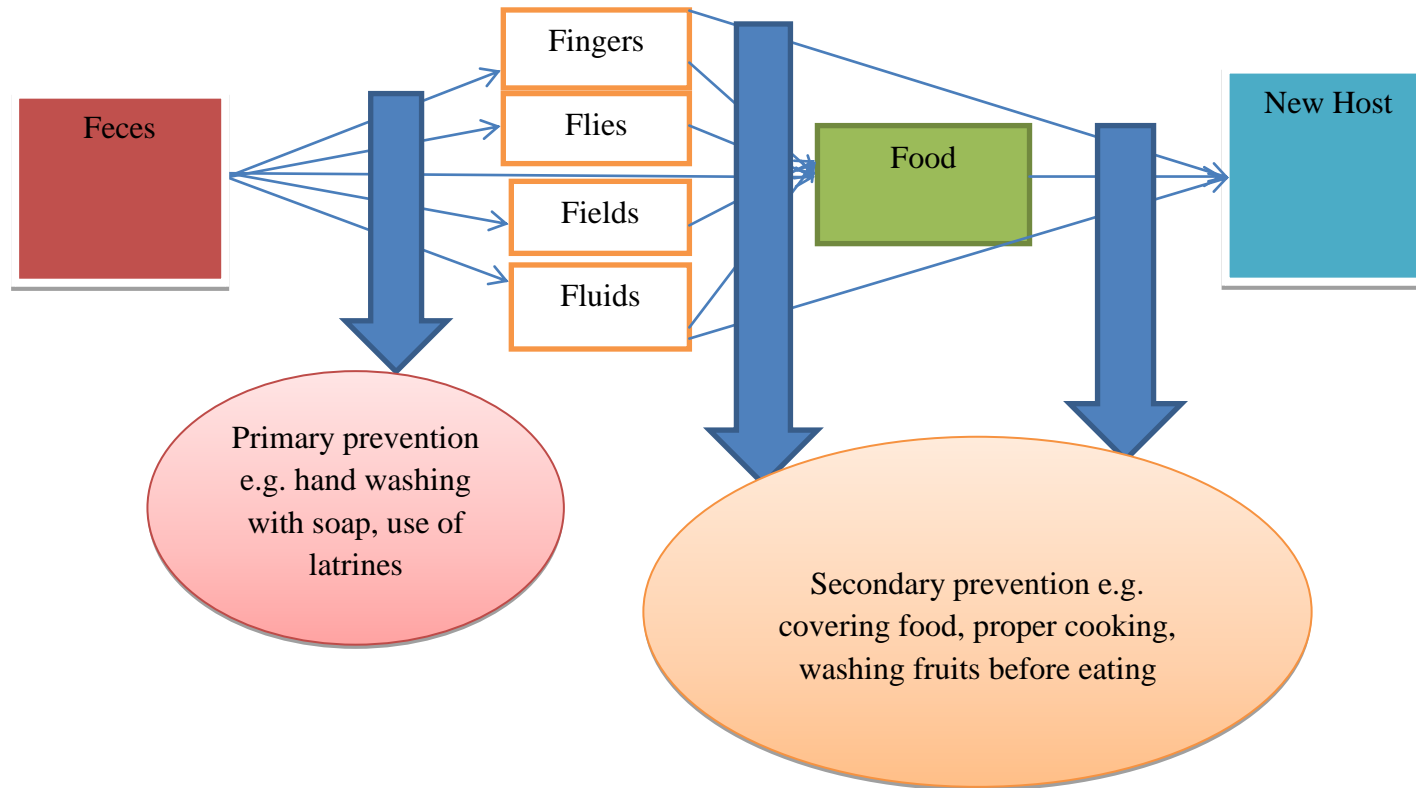 Feces
Fingers
Flies
Fields
Fluids
Food
New Host
Primary prevention
e.g. hand washing
with soap, use of
latrines
Secondary prevention e.g.
covering food, proper cooking,
washing fruits before eating